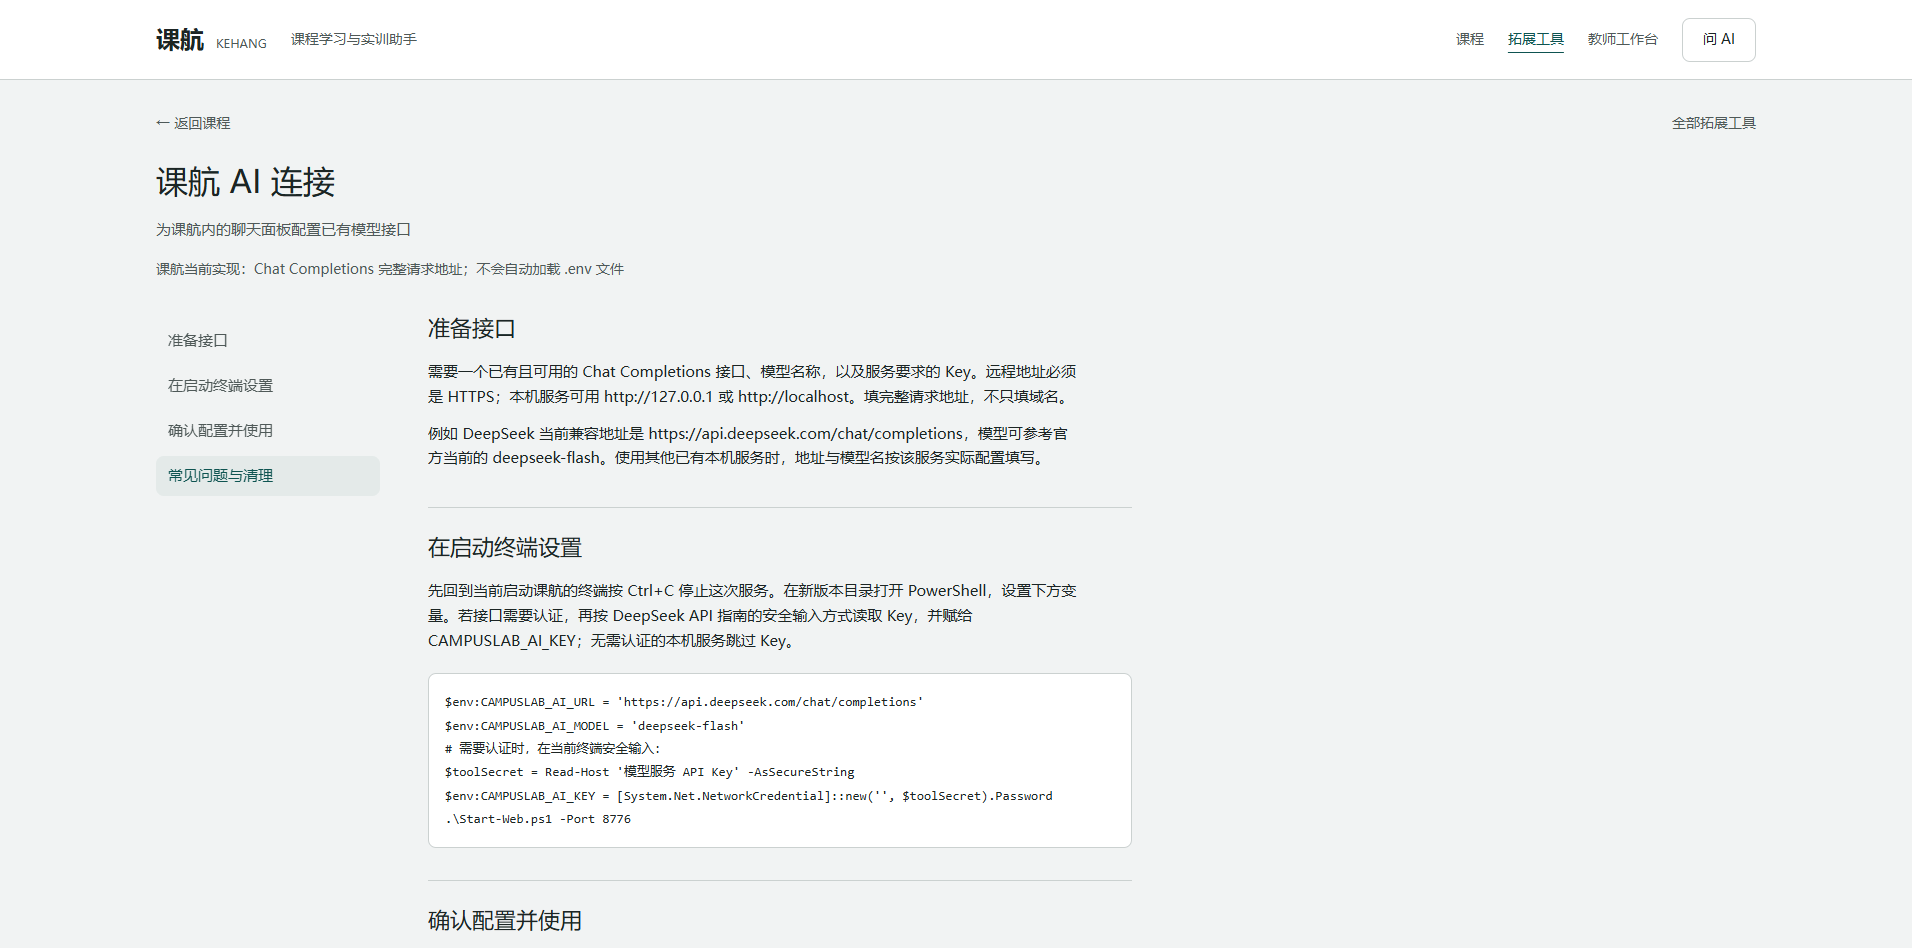 课航 KEHANG 课程学习与实训助手 课程 拓展工具 教师工作台 问 AI
← 返回课程 全部拓展工具
课航 AI 连接
为课航内的聊天面板配置已有模型接口
课航当前实现：Chat Completions 完整请求地址；不会自动加载 .env 文件
准备接口
在启动终端设置
确认配置并使用
常见问题与清理
准备接口
需要一个已有且可用的 Chat Completions 接口、模型名称，以及服务要求的 Key。远程地址必须
是 HTTPS；本机服务可用 http://127.0.0.1 或 http://localhost。填完整请求地址，不只填域名。
例如 DeepSeek 当前兼容地址是 https://api.deepseek.com/chat/completions，模型可参考官
方当前的 deepseek-flash。使用其他已有本机服务时，地址与模型名按该服务实际配置填写。
在启动终端设置
先回到当前启动课航的终端按 Ctrl+C 停止这次服务。在新版本目录打开 PowerShell，设置下方变
量。若接口需要认证，再按 DeepSeek API 指南的安全输入方式读取 Key，并赋给
CAMPUSLAB_AI_KEY；无需认证的本机服务跳过 Key。
$env:CAMPUSLAB_AI_URL = 'https://api.deepseek.com/chat/completions'
$env:CAMPUSLAB_AI_MODEL = 'deepseek-flash'
# 需要认证时，在当前终端安全输入：
$toolSecret = Read-Host '模型服务 API Key' -AsSecureString
$env:CAMPUSLAB_AI_KEY = [System.Net.NetworkCredential]::new('', $toolSecret).Password
.\Start-Web.ps1 -Port 8776
确认配置并使用